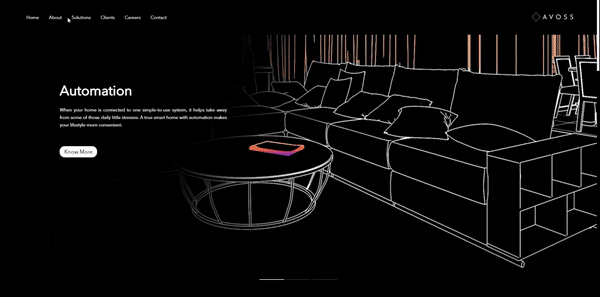 Home About Solutions Clients Careers Contact
AVOSS
Automation
When your home is connected to one simple-to-use system, it helps take away
from some of those daily little stresses. A true smart home with automation makes
your lifestyle more convenient.
Know More